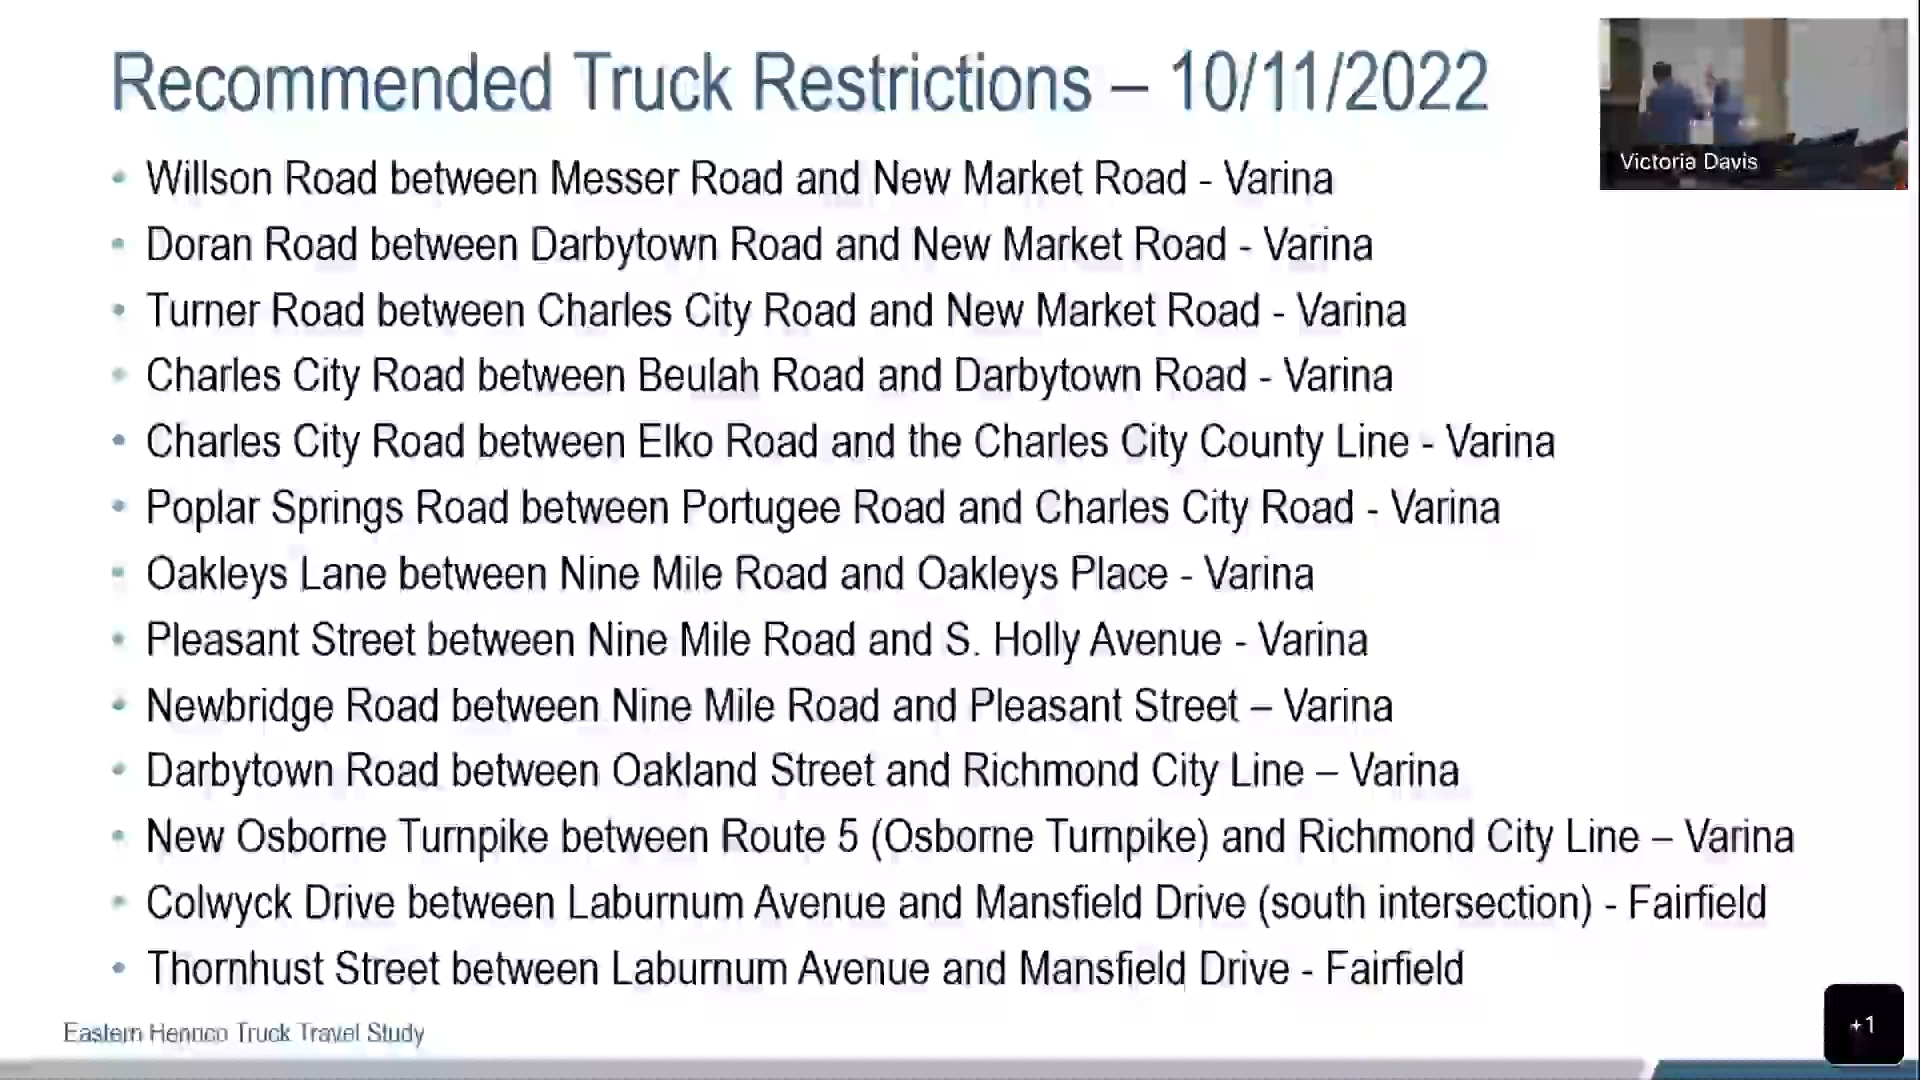 Recommended Truck Restrictions – 10/11/2022
Victoria Davis
• Willson Road between Messer Road and New Market Road - Varina
• Doran Road between Darbytown Road and New Market Road - Varina
• Turner Road between Charles City Road and New Market Road - Varina
• Charles City Road between Beulah Road and Darbytown Road - Varina
• Charles City Road between Elko Road and the Charles City County Line - Varina
• Poplar Springs Road between Portugee Road and Charles City Road - Varina
• Oakleys Lane between Nine Mile Road and Oakleys Place - Varina
• Pleasant Street between Nine Mile Road and S. Holly Avenue - Varina
• Newbridge Road between Nine Mile Road and Pleasant Street – Varina
• Darbytown Road between Oakland Street and Richmond City Line – Varina
• New Osborne Turnpike between Route 5 (Osborne Turnpike) and Richmond City Line – Varina
• Colwyck Drive between Laburnum Avenue and Mansfield Drive (south intersection) - Fairfield
• Thornhust Street between Laburnum Avenue and Mansfield Drive - Fairfield
Eastern Henrico Truck Travel Study
+1